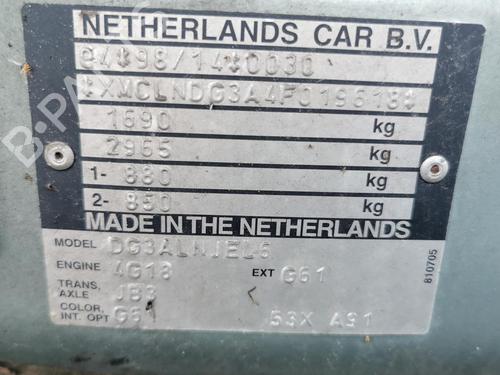 NETHERLANDS CAR B.V.
e4*98/14*0030
*XMCLNDG3A4F019618*
1690 kg
2965 kg
1- 880 kg
2- 850 kg
MADE IN THE NETHERLANDS
MODEL DG3ALNJEL6
ENGINE 4G18 EXT G61
TRANS, AXLE
COLOR, INT. OPT G61 53X A91
810705
B-PA